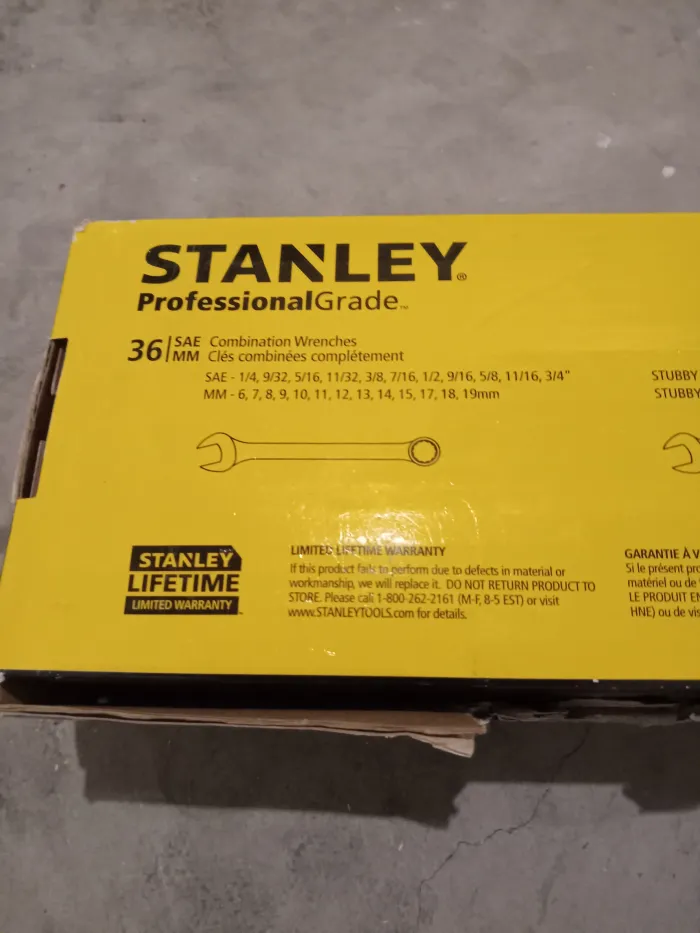 STANLEY®
ProfessionalGrade™
36 SAE Combination Wrenches
MM Clés combinées complétement
SAE - 1/4, 9/32, 5/16, 11/32, 3/8, 7/16, 1/2, 9/16, 5/8, 11/16, 3/4"
MM - 6, 7, 8, 9, 10, 11, 12, 13, 14, 15, 17, 18, 19mm
STUBBY
STUBBY
STANLEY
LIFETIME
LIMITED WARRANTY
LIMITED LIFETIME WARRANTY
If this product fails to perform due to defects in material or
workmanship, we will replace it. DO NOT RETURN PRODUCT TO
STORE. Please call 1-800-262-2161 (M-F, 8-5 EST) or visit
www.STANLEYTOOLS.com for details.
GARANTIE À V
Si le présent pro
matériel ou de
LE PRODUIT EN
HNE) ou de vis